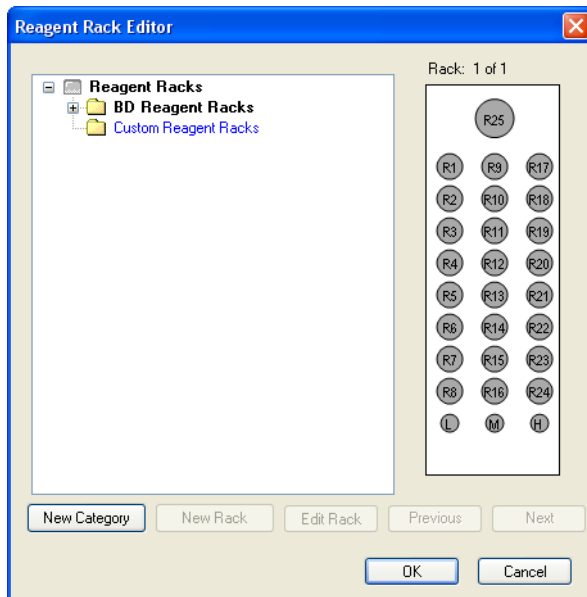 Reagent Rack Editor
Reagent Racks
BD Reagent Racks
Custom Reagent Racks
Rack: 1 of 1
R25
R1 R9 R17
R2 R10 R18
R3 R11 R19
R4 R12 R20
R5 R13 R21
R6 R14 R22
R7 R15 R23
R8 R16 R24
L M H
New Category New Rack Edit Rack Previous Next
OK Cancel